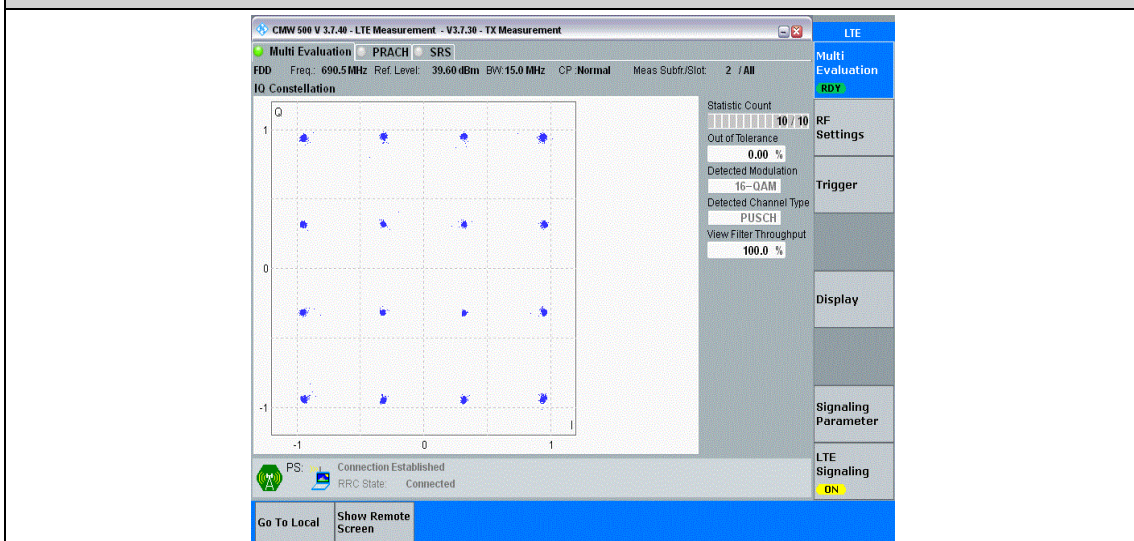 CMW 500 V 3.7.40 - LTE Measurement - V3.7.30 - TX Measurement
LTE
Multi Evaluation PRACH SRS
FDD Freq.: 690.5 MHz Ref. Level: 39.60 dBm BW: 15.0 MHz CP : Normal Meas Subfr./Slot: 2 / All
IQ Constellation
Multi
Evaluation
RDY
Q
1
0
-1
I
-1 0 1
Statistic Count
10 / 10
Out of Tolerance
0.00 %
Detected Modulation
16-QAM
Detected Channel Type
PUSCH
View Filter Throughput
100.0 %
RF
Settings
Trigger
Display
Signaling
Parameter
LTE
Signaling
ON
PS: Connection Established
RRC State: Connected
Go To Local
Show Remote
Screen